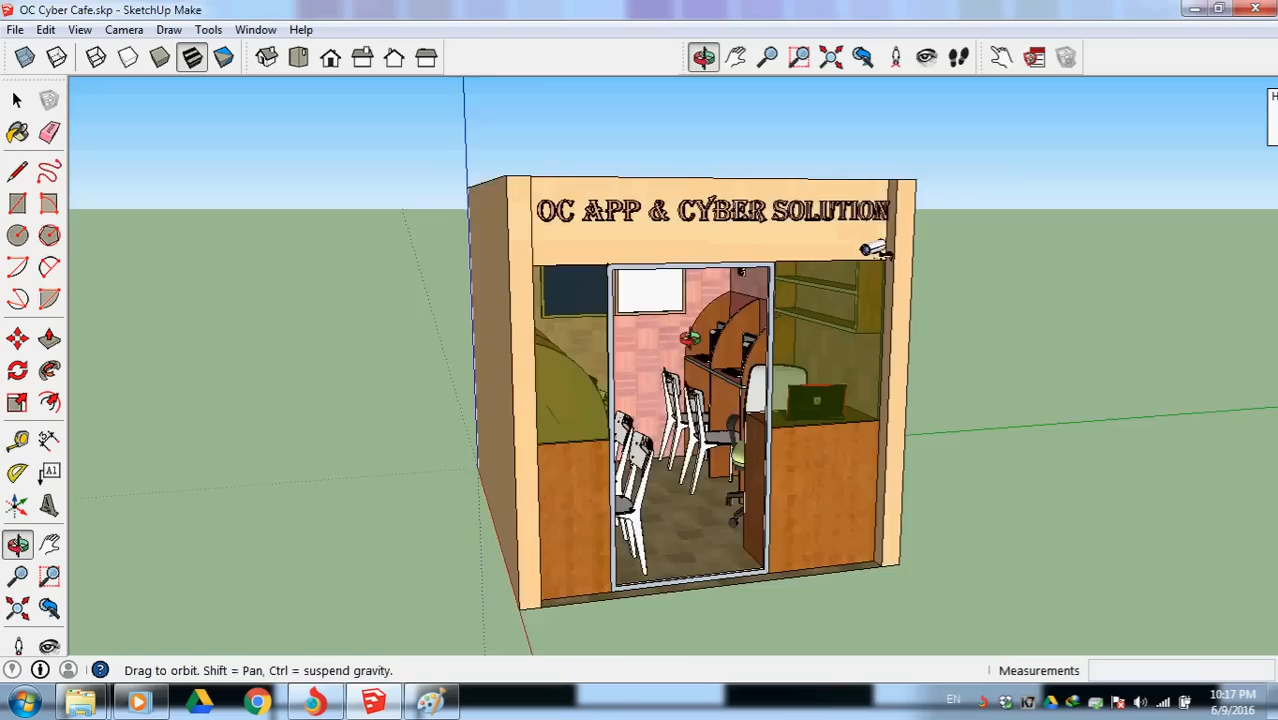 OC Cyber Cafe.skp - SketchUp Make
File Edit View Camera Draw Tools Window Help
H
OC APP & CYBER SOLUTION
A1
Drag to orbit. Shift = Pan, Ctrl = suspend gravity.
Measurements
EN
10:17 PM
6/9/2016